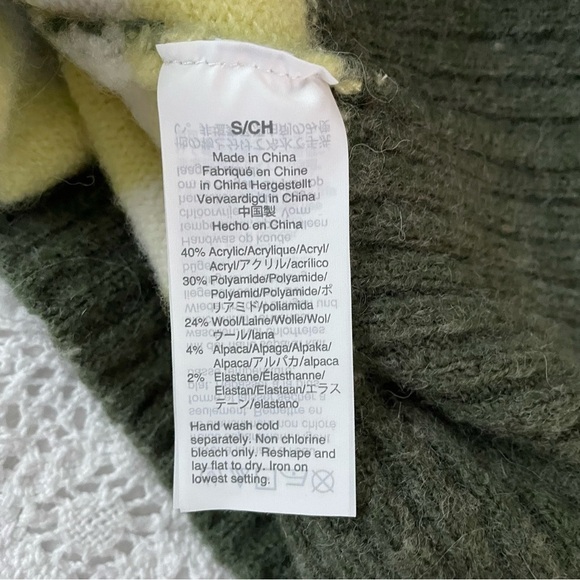 S/CH
Made in China
Fabriqué en Chine
in China Hergestellt
Vervaardigd in China
中国製
Hecho en China
40% Acrylic/Acrylique/Acryl/
Acryl/アクリル/acrílico
30% Polyamide/Polyamide/
Polyamid/Polyamide/ポ
リアミド/poliamida
24% Wool/Laine/Wolle/Wol/
ウール/lana
4% Alpaca/Alpaga/Alpaka/
Alpaca/アルパカ/alpaca
2% Elastane/Élasthanne/
Elastan/Elastaan/エラス
テーン/elastano
Hand wash cold
separately. Non chlorine
bleach only. Reshape and
lay flat to dry. Iron on
lowest setting.